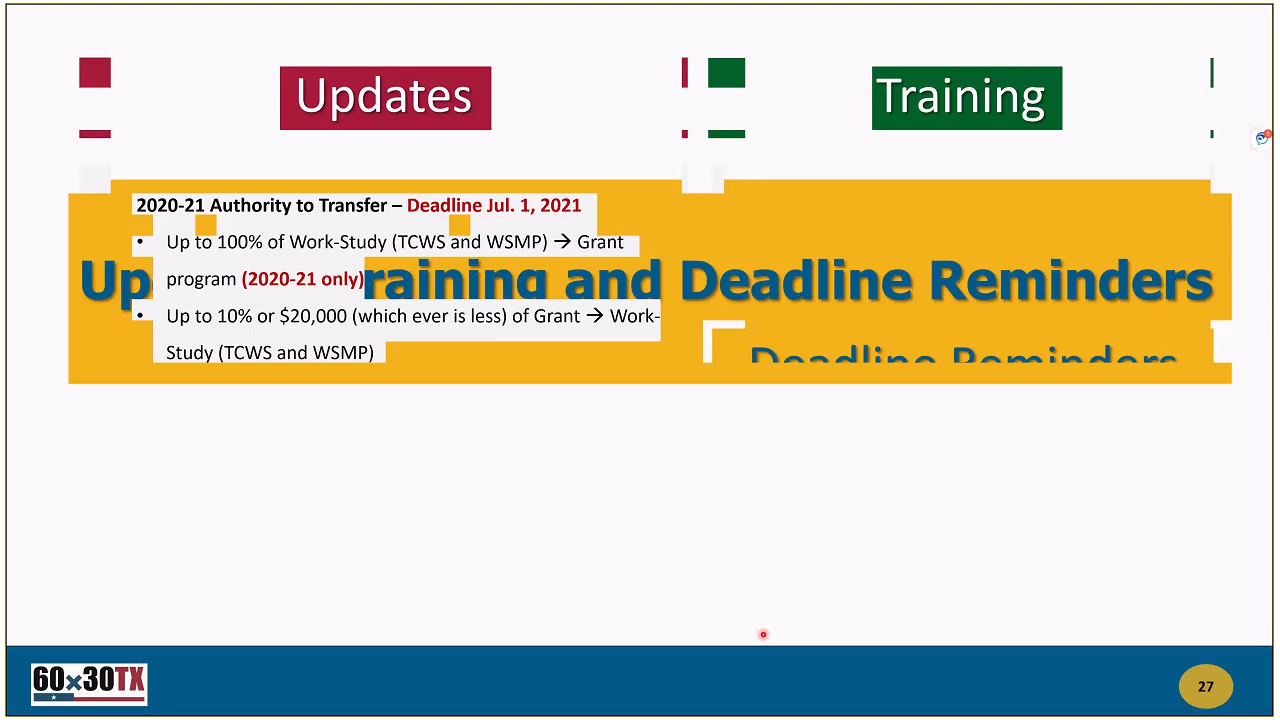 Updates
Training
2020-21 Authority to Transfer – Deadline Jul. 1, 2021
• Up to 100% of Work-Study (TCWS and WSMP) → Grant
program (2020-21 only)
raining and Deadline Reminders
• Up to 10% or $20,000 (which ever is less) of Grant → Work-
Study (TCWS and WSMP)
Deadline Reminders
60x30TX
27